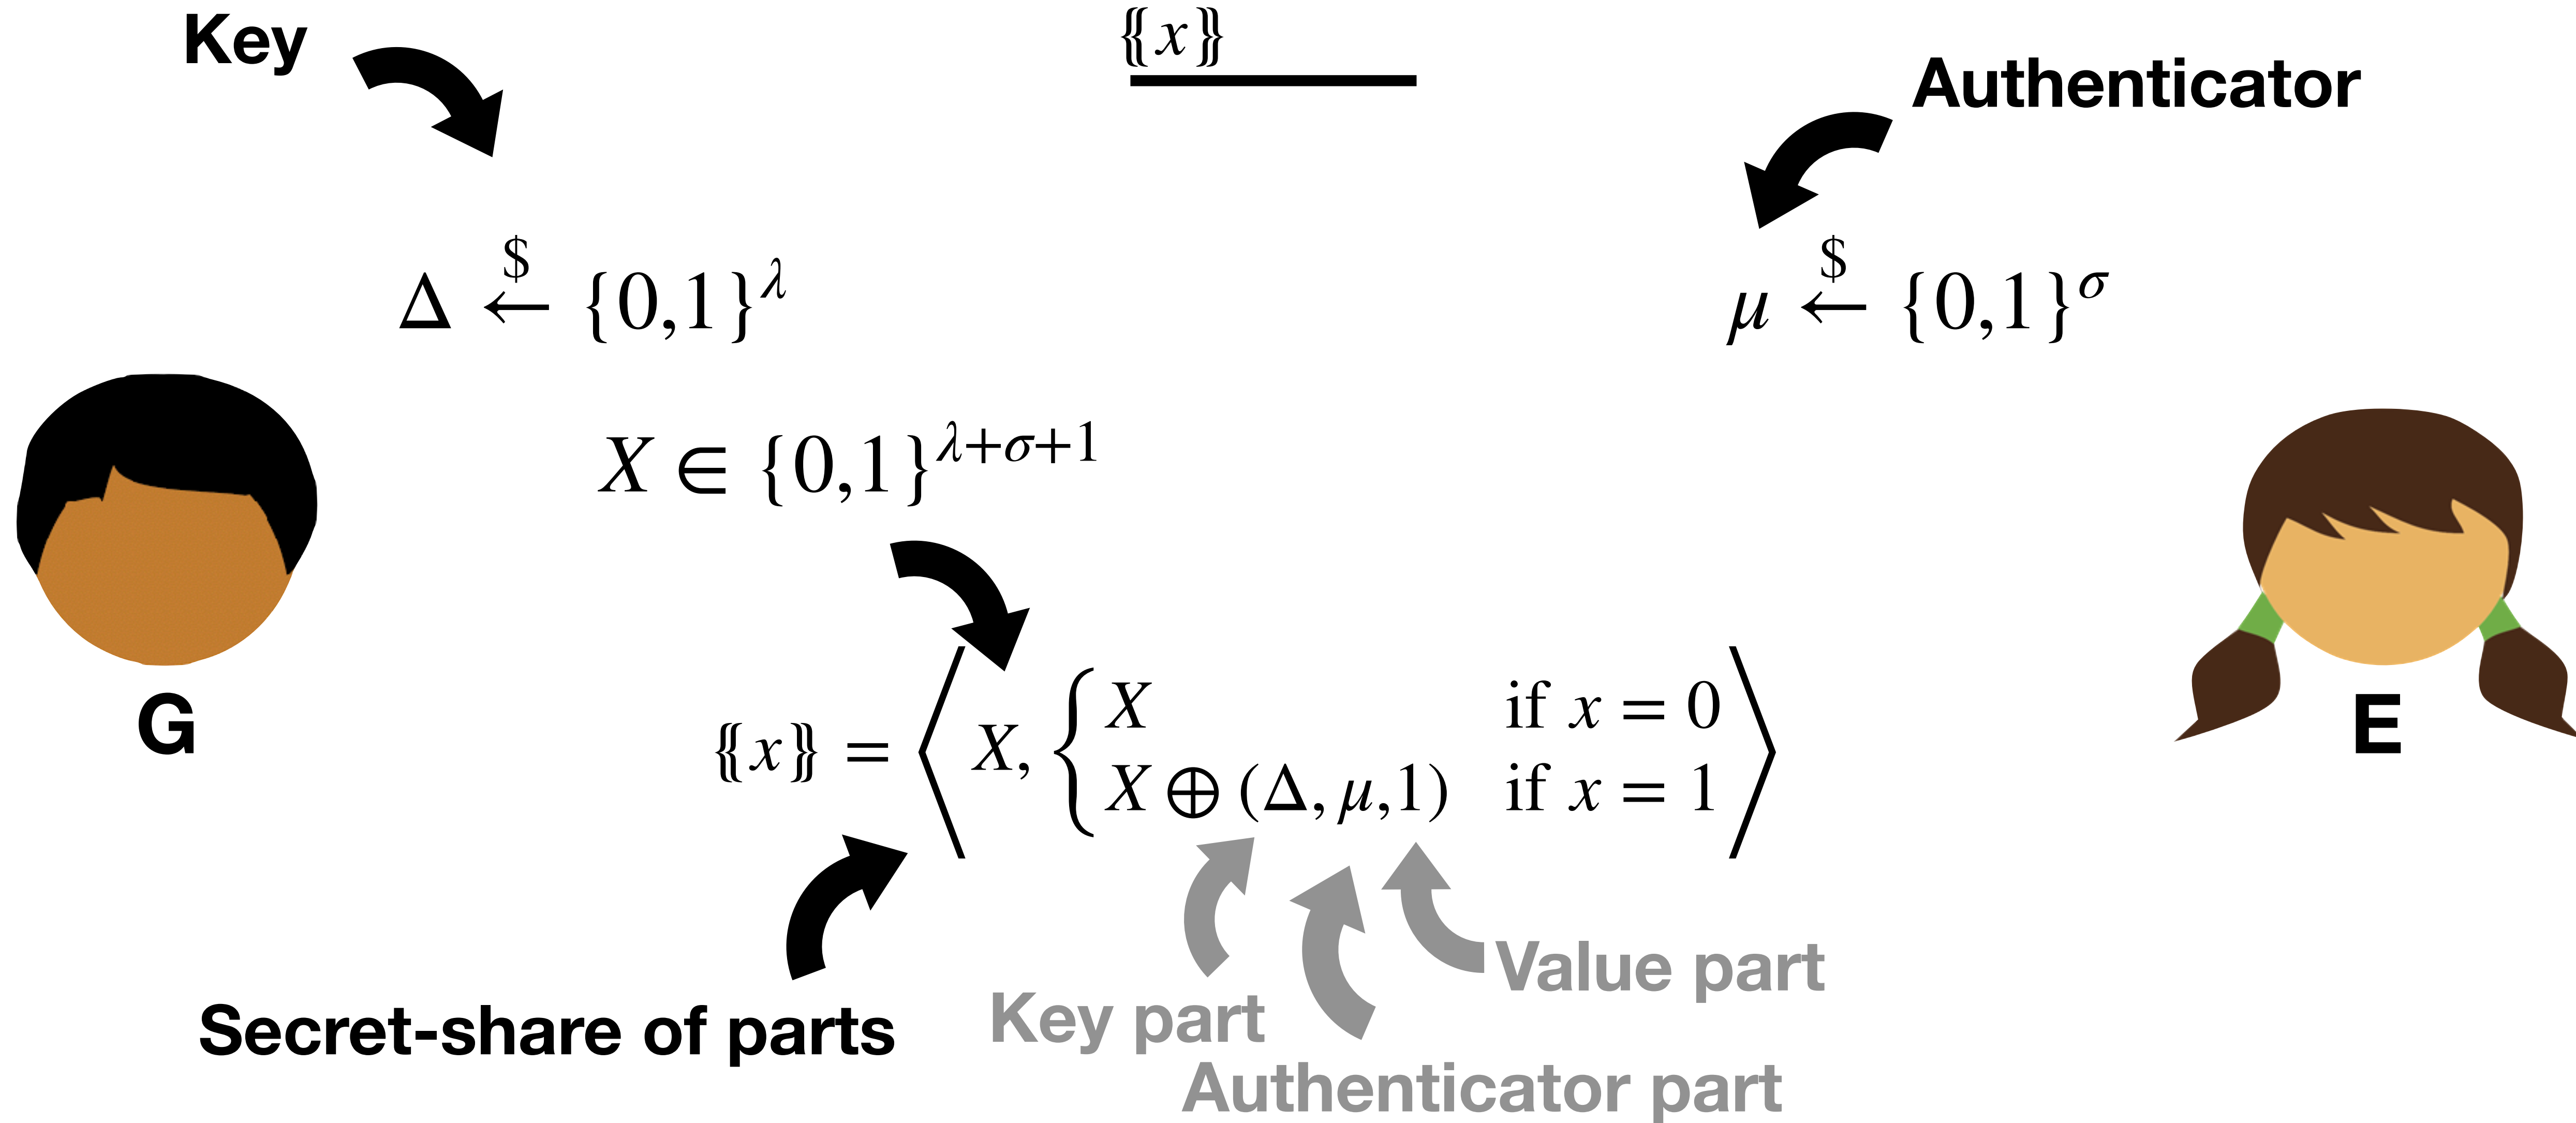 Key
⦃x⦄
Authenticator
Δ ←$ {0,1}^λ
μ ←$ {0,1}^σ
X ∈ {0,1}^{λ+σ+1}
G
E
⦃x⦄ = ⟨X, { X if x = 0
X ⊕ (Δ, μ,1) if x = 1 ⟩
Value part
Key part
Secret-share of parts
Authenticator part